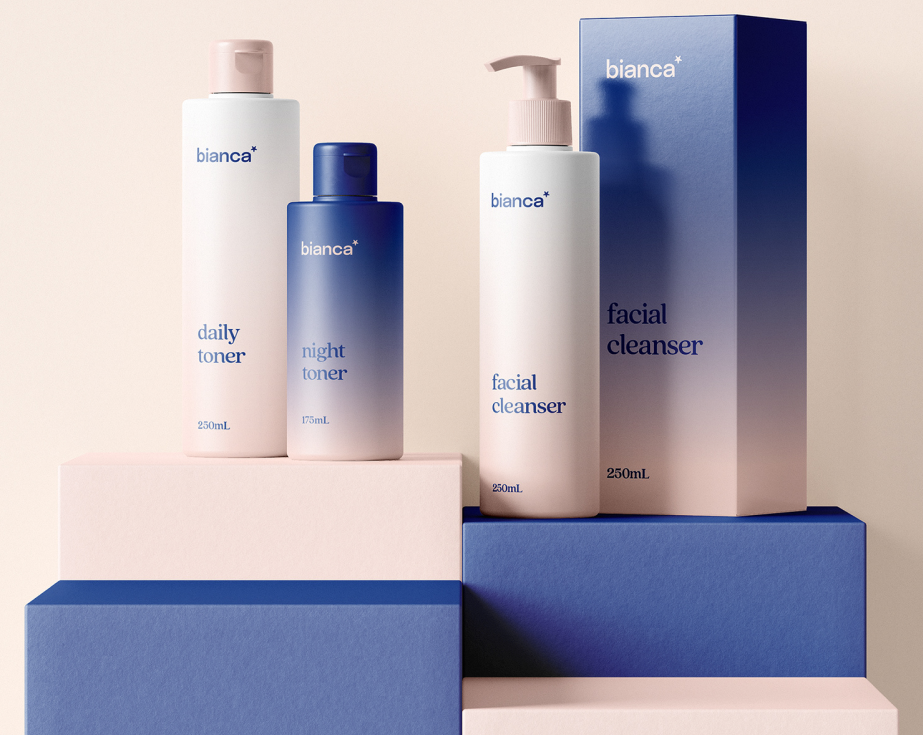 bianca*
daily
toner
250mL
bianca*
night
toner
175mL
bianca*
facial
cleanser
250mL
bianca*
facial
cleanser
250mL